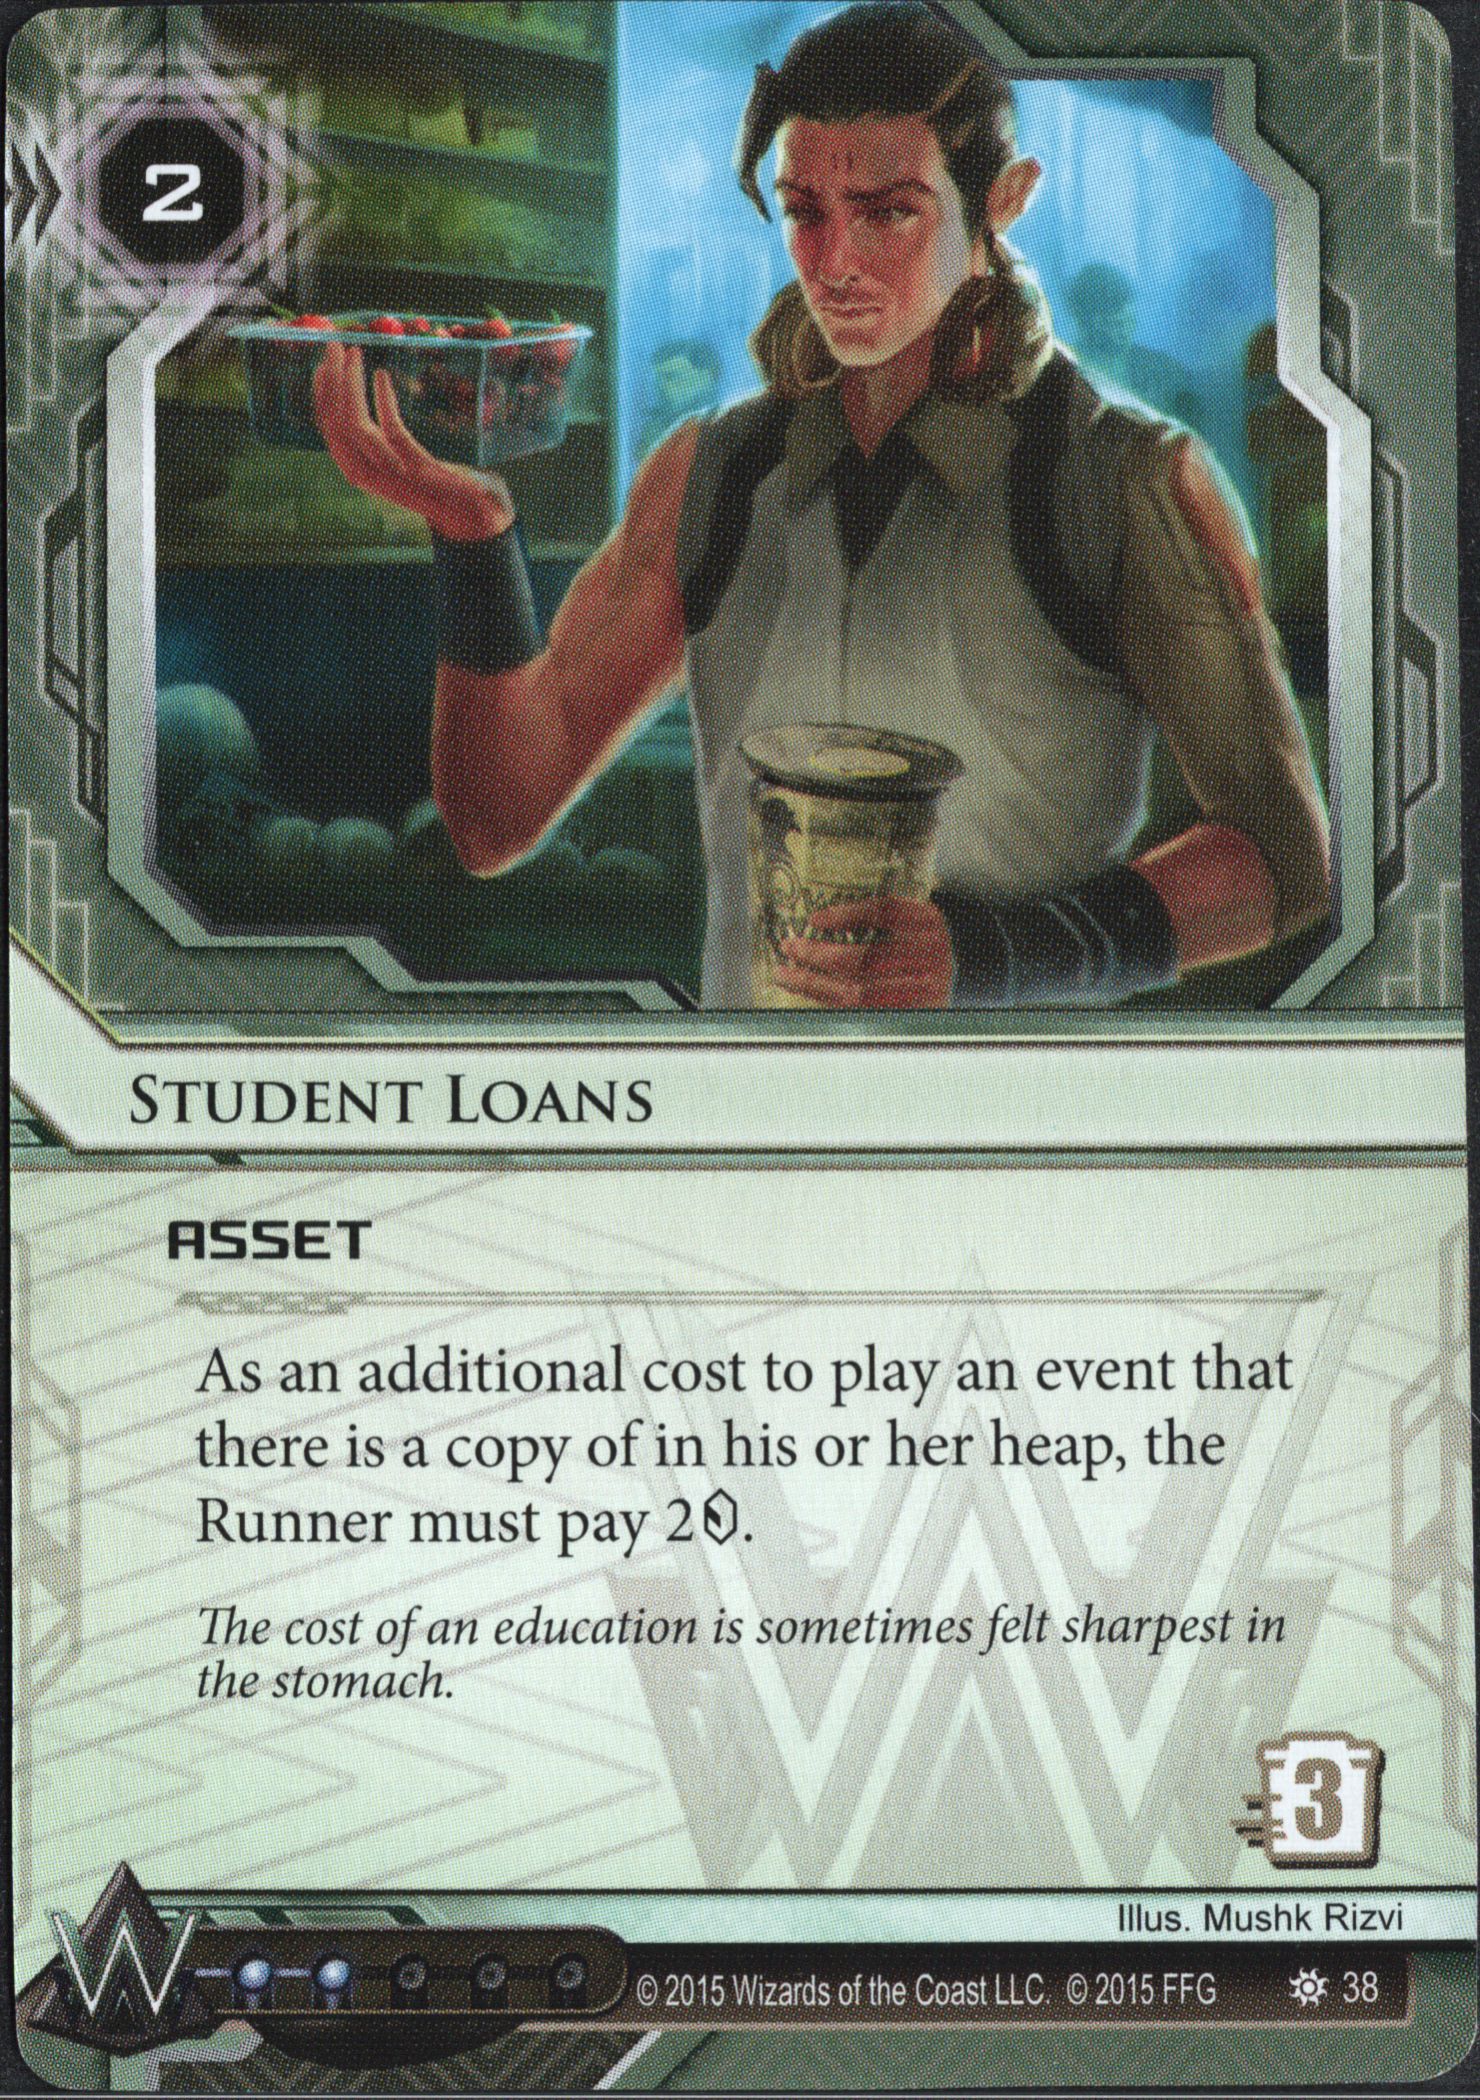 2
STUDENT LOANS
ASSET
As an additional cost to play an event that
there is a copy of in his or her heap, the
Runner must pay 2.
The cost of an education is sometimes felt sharpest in
the stomach.
3
Illus. Mushk Rizvi
W
© 2015 Wizards of the Coast LLC. © 2015 FFG 38